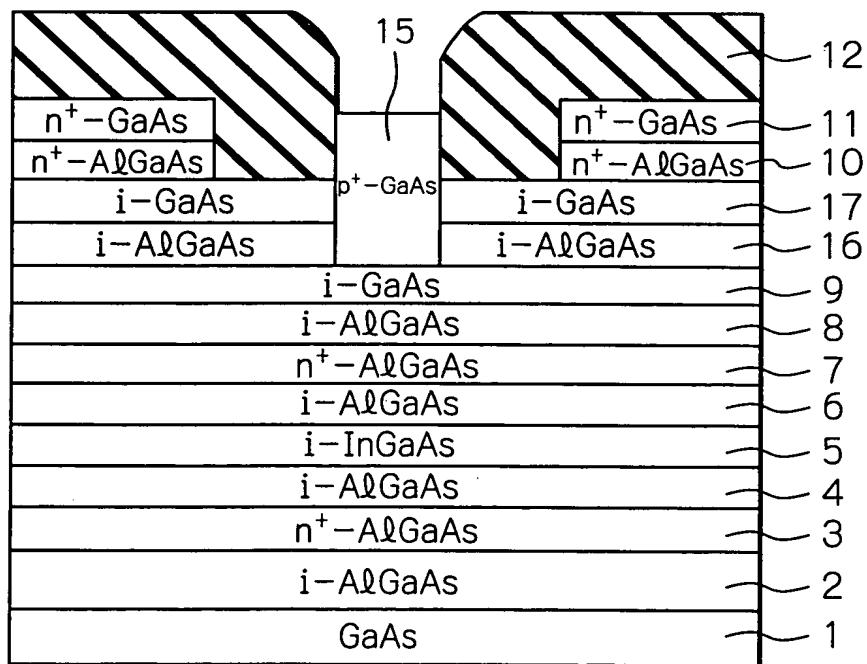 15
12
n⁺-GaAs n⁺-GaAs 11
n⁺-AlGaAs n⁺-AlGaAs 10
p⁺-GaAs
i-GaAs i-GaAs 17
i-AlGaAs i-AlGaAs 16
i-GaAs 9
i-AlGaAs 8
n⁺-AlGaAs 7
i-AlGaAs 6
i-InGaAs 5
i-AlGaAs 4
n⁺-AlGaAs 3
i-AlGaAs 2
GaAs 1